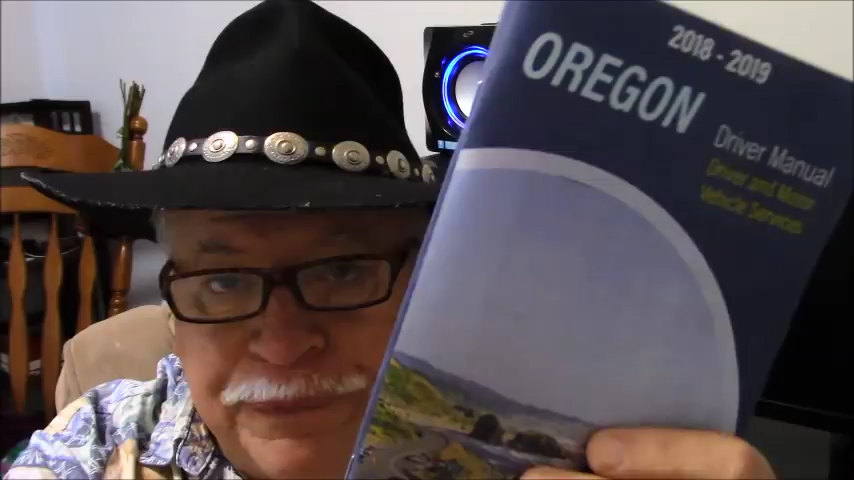 2018 - 2019
OREGON
Driver Manual
Driver and Motor
Vehicle Services